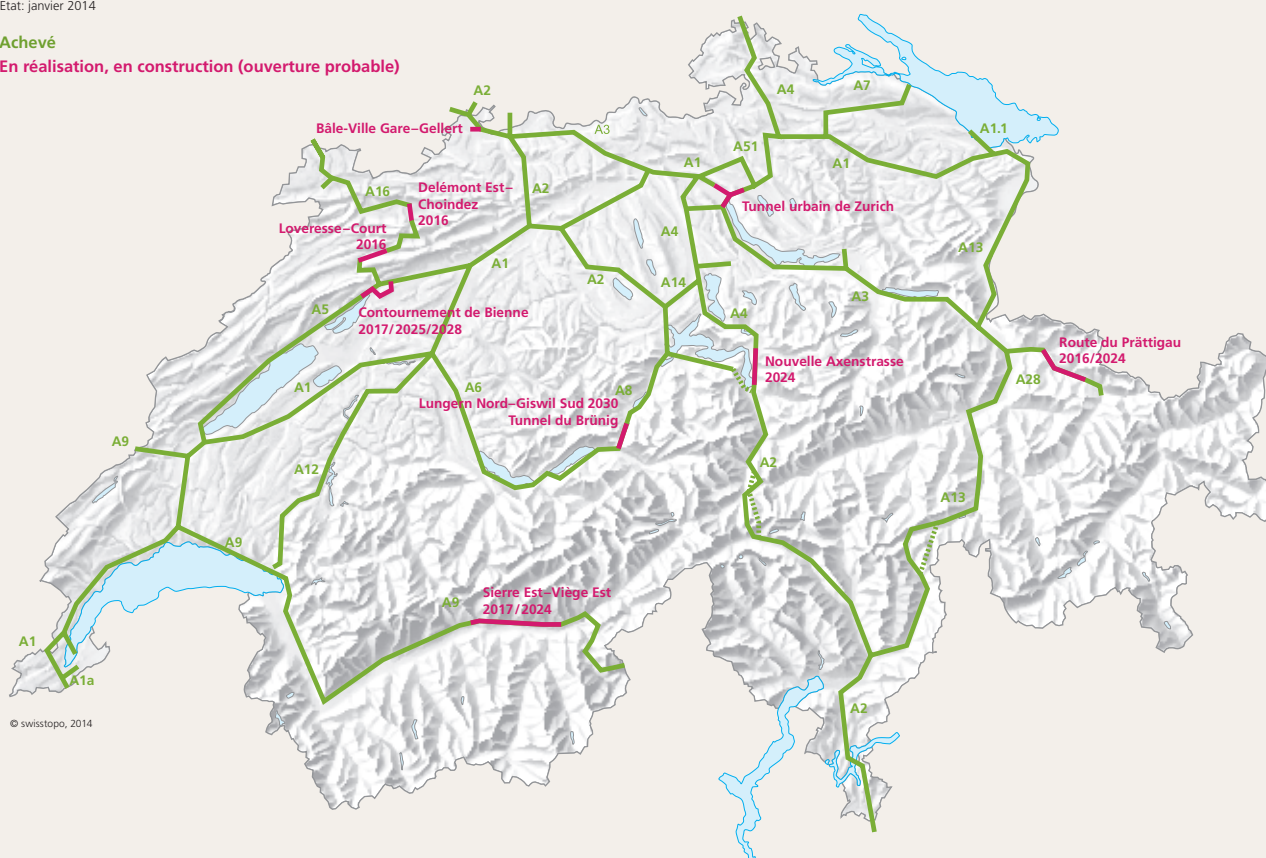 Etat: janvier 2014
Achevé
En réalisation, en construction (ouverture probable)
A2
A4
A7
Bâle-Ville Gare–Gellert
A3
A1.1
A51
A1
A1
A16
Delémont Est–
Choindez
2016
A2
Tunnel urbain de Zurich
Loveresse–Court
2016
A4
A13
A1
A2
A14
A3
A5
Contournement de Bienne
2017/2025/2028
A4
Nouvelle Axenstrasse
2024
Route du Prättigau
2016/2024
A28
A1
A6
A8
Lungern Nord–Giswil Sud 2030
Tunnel du Brünig
A9
A12
A2
A13
A9
Sierre Est–Viège Est
2017/2024
A9
A1
A1a
A2
© swisstopo, 2014